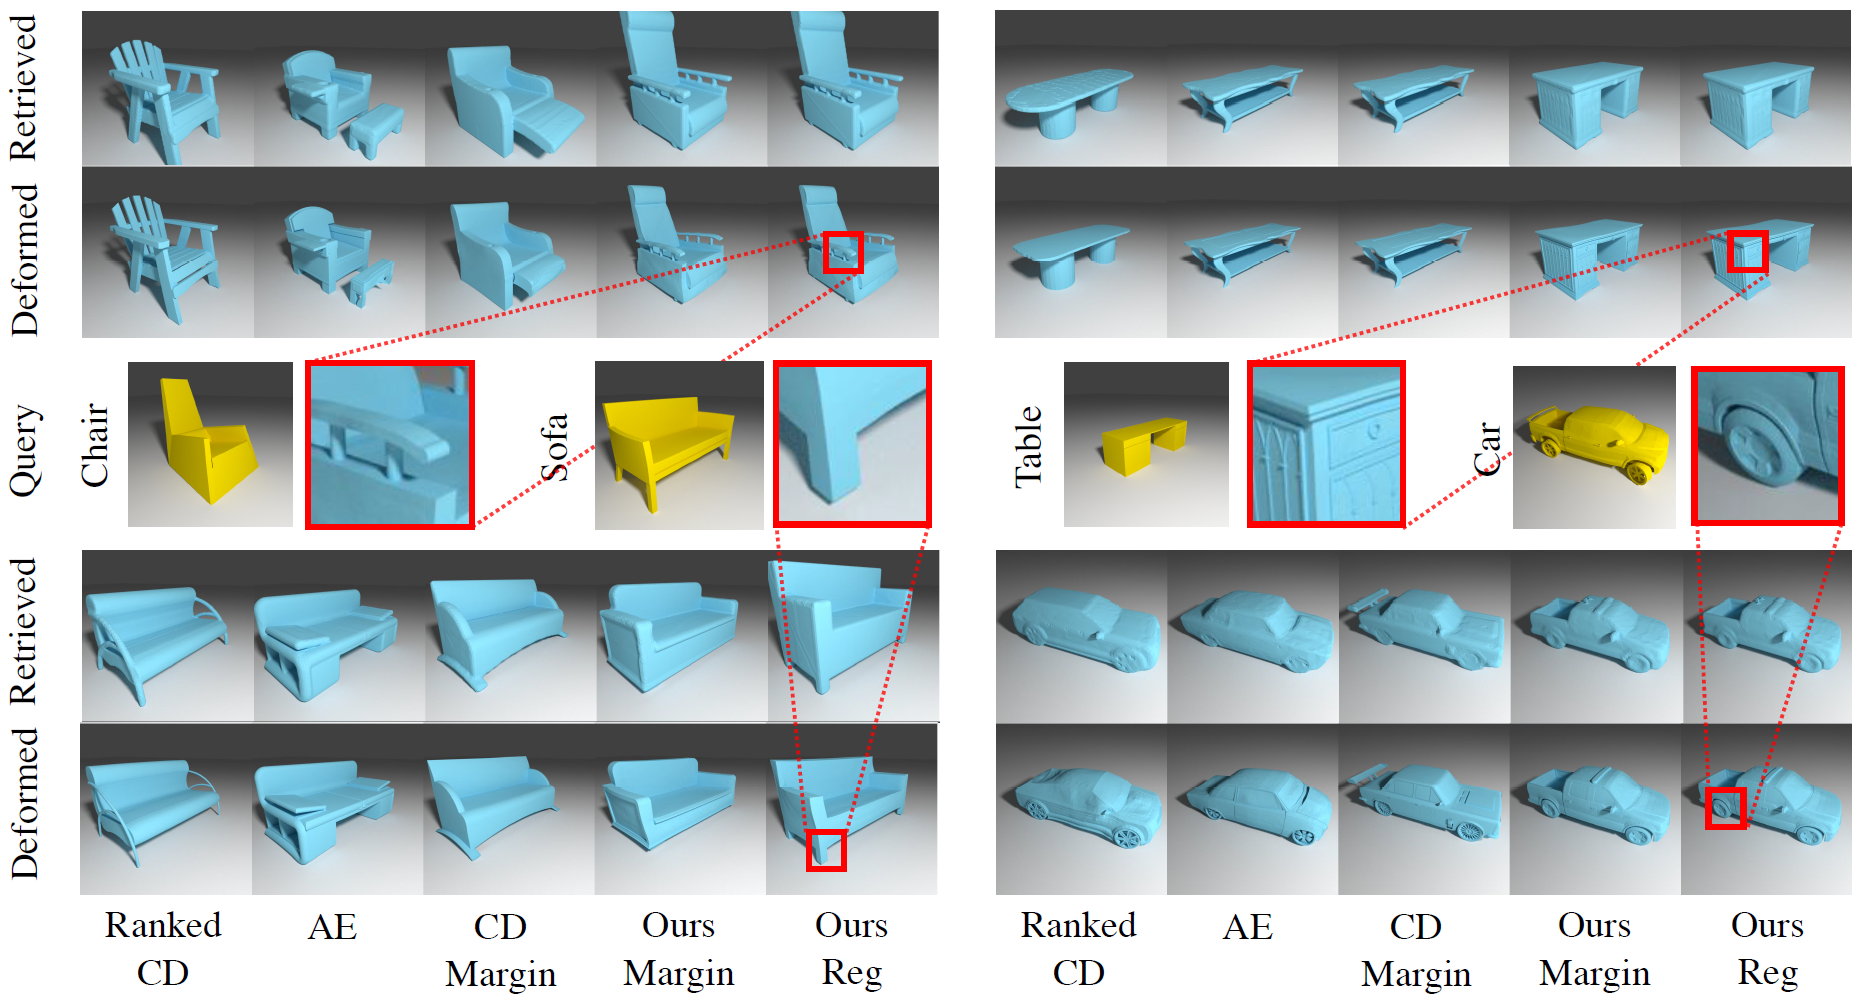 Retrieved
Deformed
Query
Chair
Sofa
Table
Car
Retrieved
Deformed
Ranked CD
AE
CD Margin
Ours Margin
Ours Reg
Ranked CD
AE
CD Margin
Ours Margin
Ours Reg